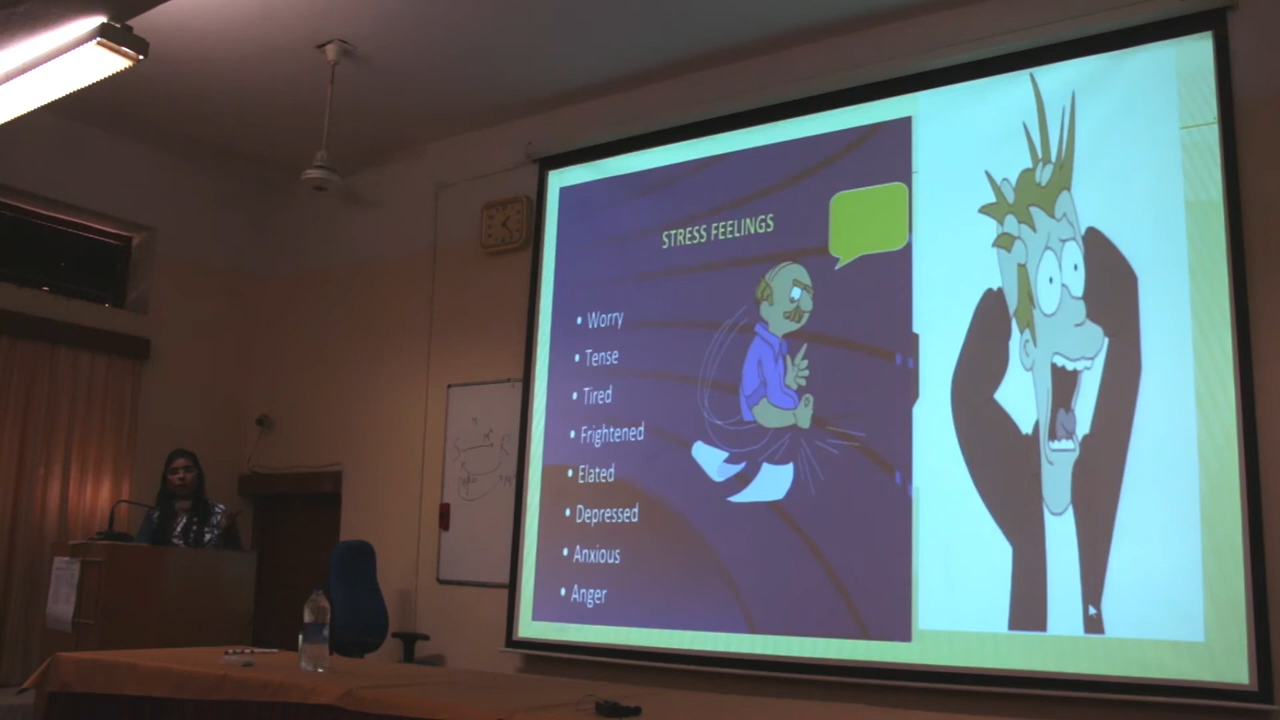 STRESS FEELINGS
• Worry
• Tense
• Tired
• Frightened
• Elated
• Depressed
• Anxious
• Anger